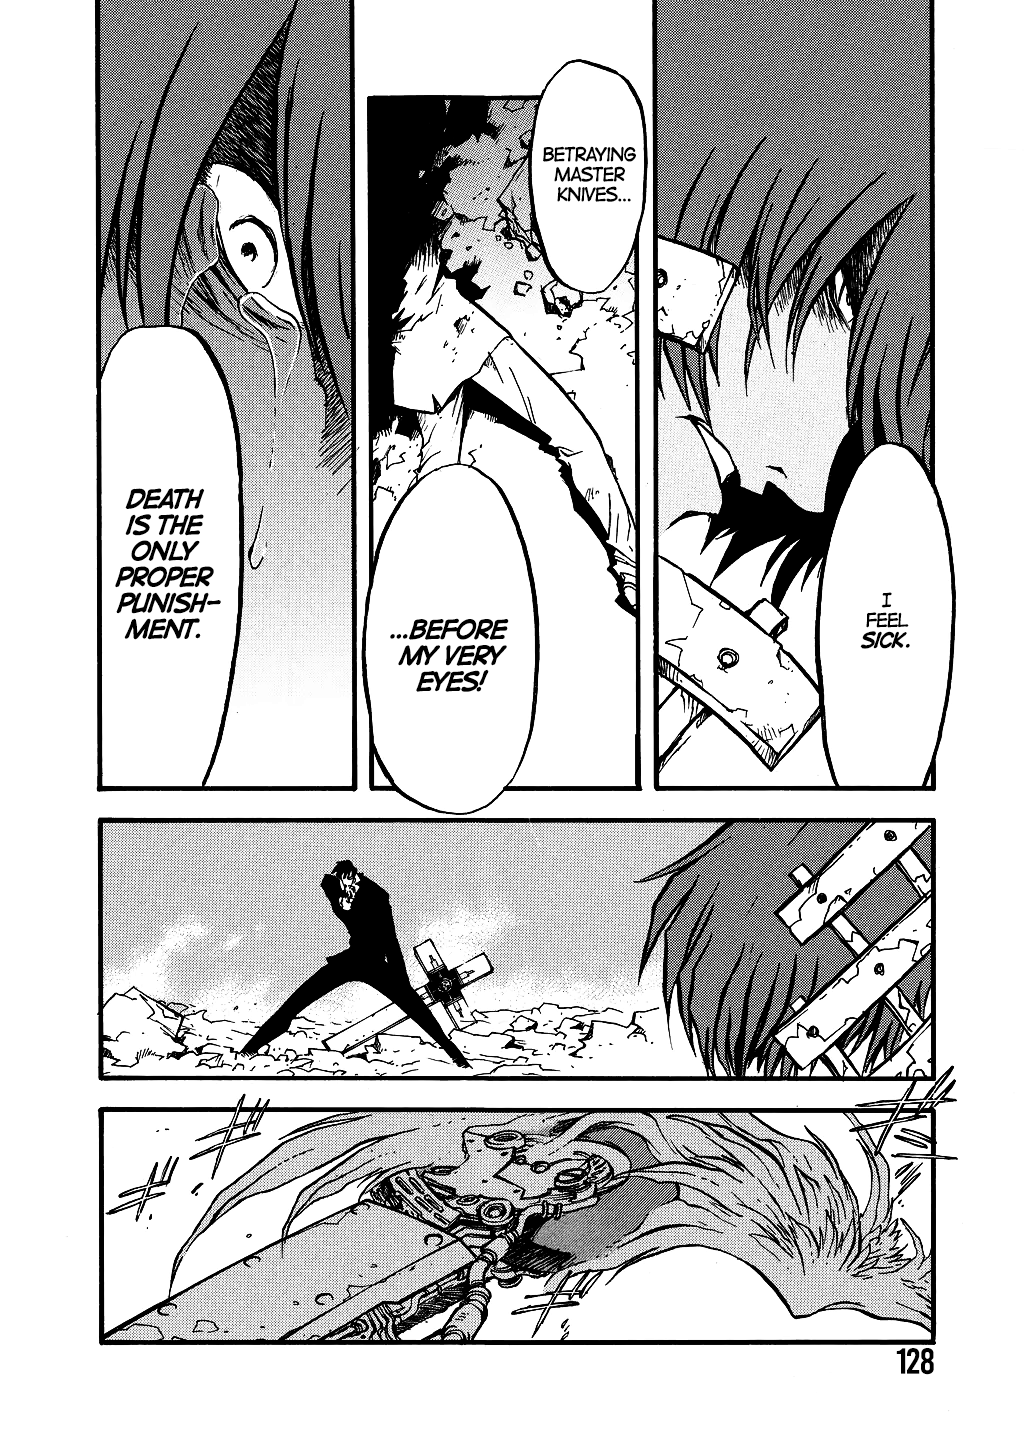 I
FEEL
SICK.
BETRAYING
MASTER
KNIVES...
...BEFORE
MY VERY
EYES!
DEATH
IS THE
ONLY
PROPER
PUNISH-
MENT.
128